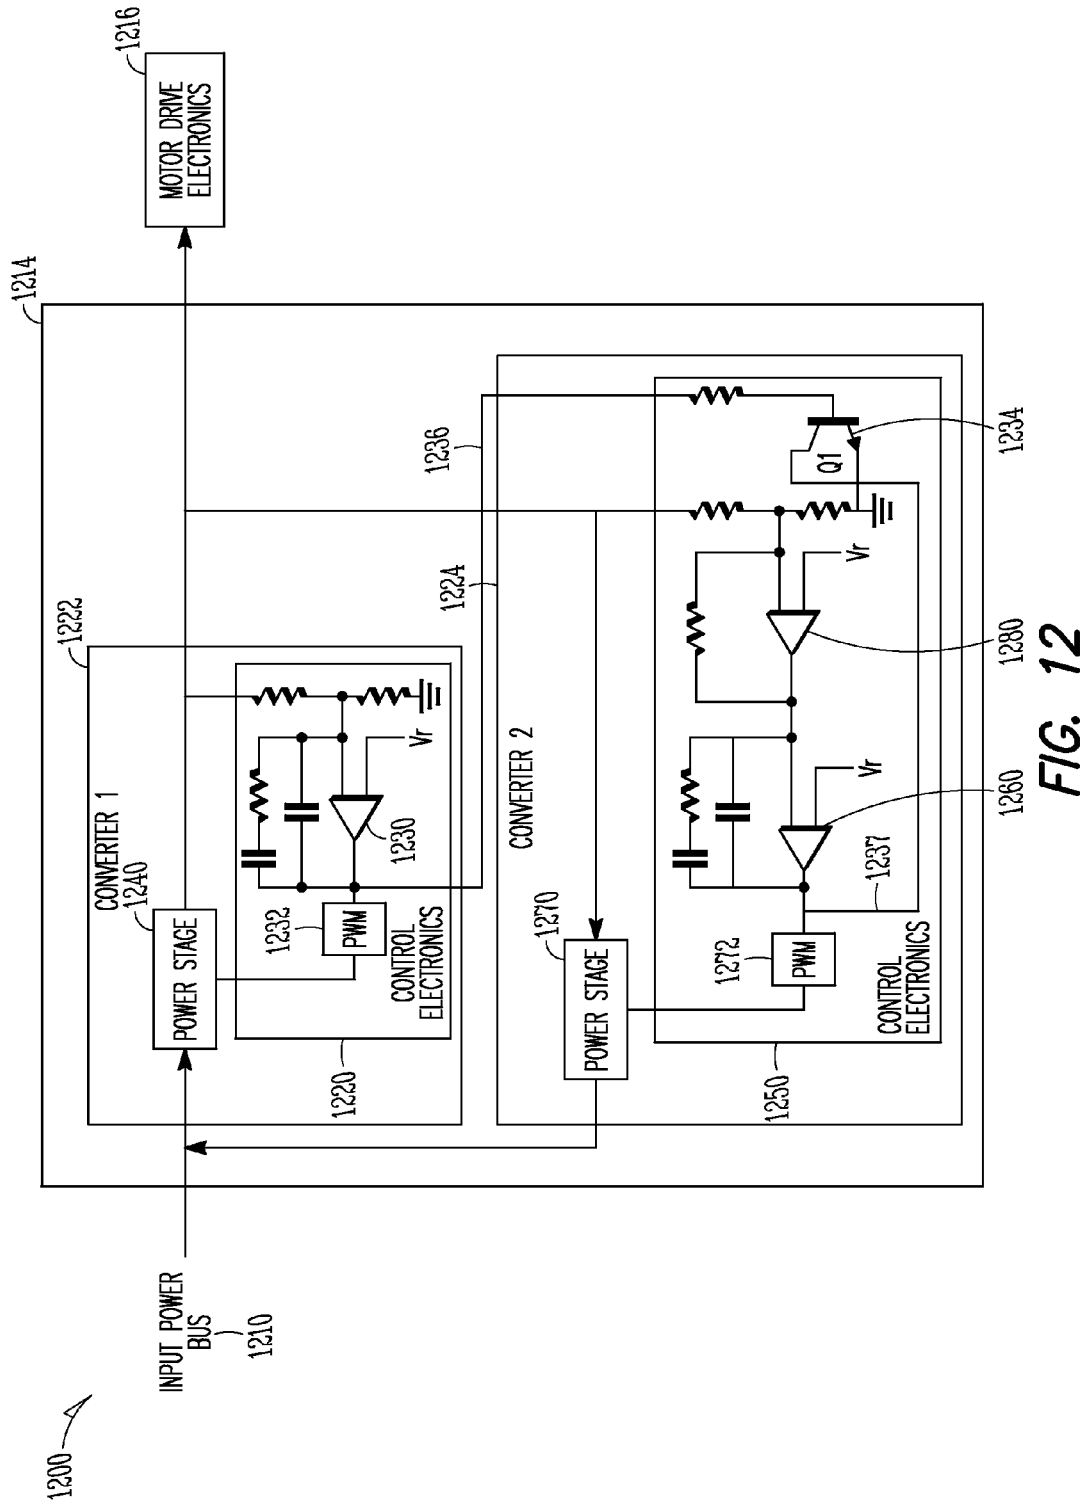 1200
INPUT POWER
BUS
1210
1214
1216
MOTOR DRIVE
ELECTRONICS
1222
CONVERTER 1
1240
POWER STAGE
1232
PWM
1230
Vr
CONTROL
ELECTRONICS
1220
1236
1224
CONVERTER 2
1270
POWER STAGE
1272
PWM
Vr
1260
Vr
1280
Q1
1234
1237
CONTROL
ELECTRONICS
1250
FIG. 12